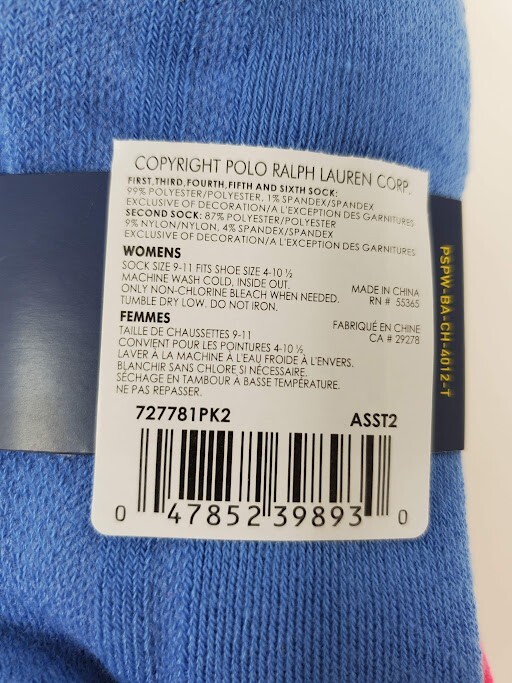 COPYRIGHT POLO RALPH LAUREN CORP.
FIRST,THIRD,FOURTH,FIFTH AND SIXTH SOCK:
99% POLYESTER/POLYESTER, 1% SPANDEX/SPANDEX
EXCLUSIVE OF DECORATION/A L'EXCEPTION DES GARNITURES
SECOND SOCK: 87% POLYESTER/POLYESTER
9% NYLON/NYLON, 4% SPANDEX/SPANDEX
EXCLUSIVE OF DECORATION/A L'EXCEPTION DES GARNITURES
WOMENS
SOCK SIZE 9-11 FITS SHOE SIZE 4-10 ½
MACHINE WASH COLD, INSIDE OUT.
ONLY NON-CHLORINE BLEACH WHEN NEEDED.
TUMBLE DRY LOW. DO NOT IRON.
MADE IN CHINA
RN # 55365
FEMMES
TAILLE DE CHAUSSETTES 9-11
CONVIENT POUR LES POINTURES 4-10 ½
LAVER À LA MACHINE À L'EAU FROIDE À L'ENVERS.
BLANCHIR SANS CHLORE SI NÉCESSAIRE.
SÉCHAGE EN TAMBOUR À BASSE TEMPÉRATURE.
NE PAS REPASSER.
FABRIQUÉ EN CHINE
CA # 29278
727781PK2 ASST2
0 47852 39893 0
PSPW-BA-CH-4012-T